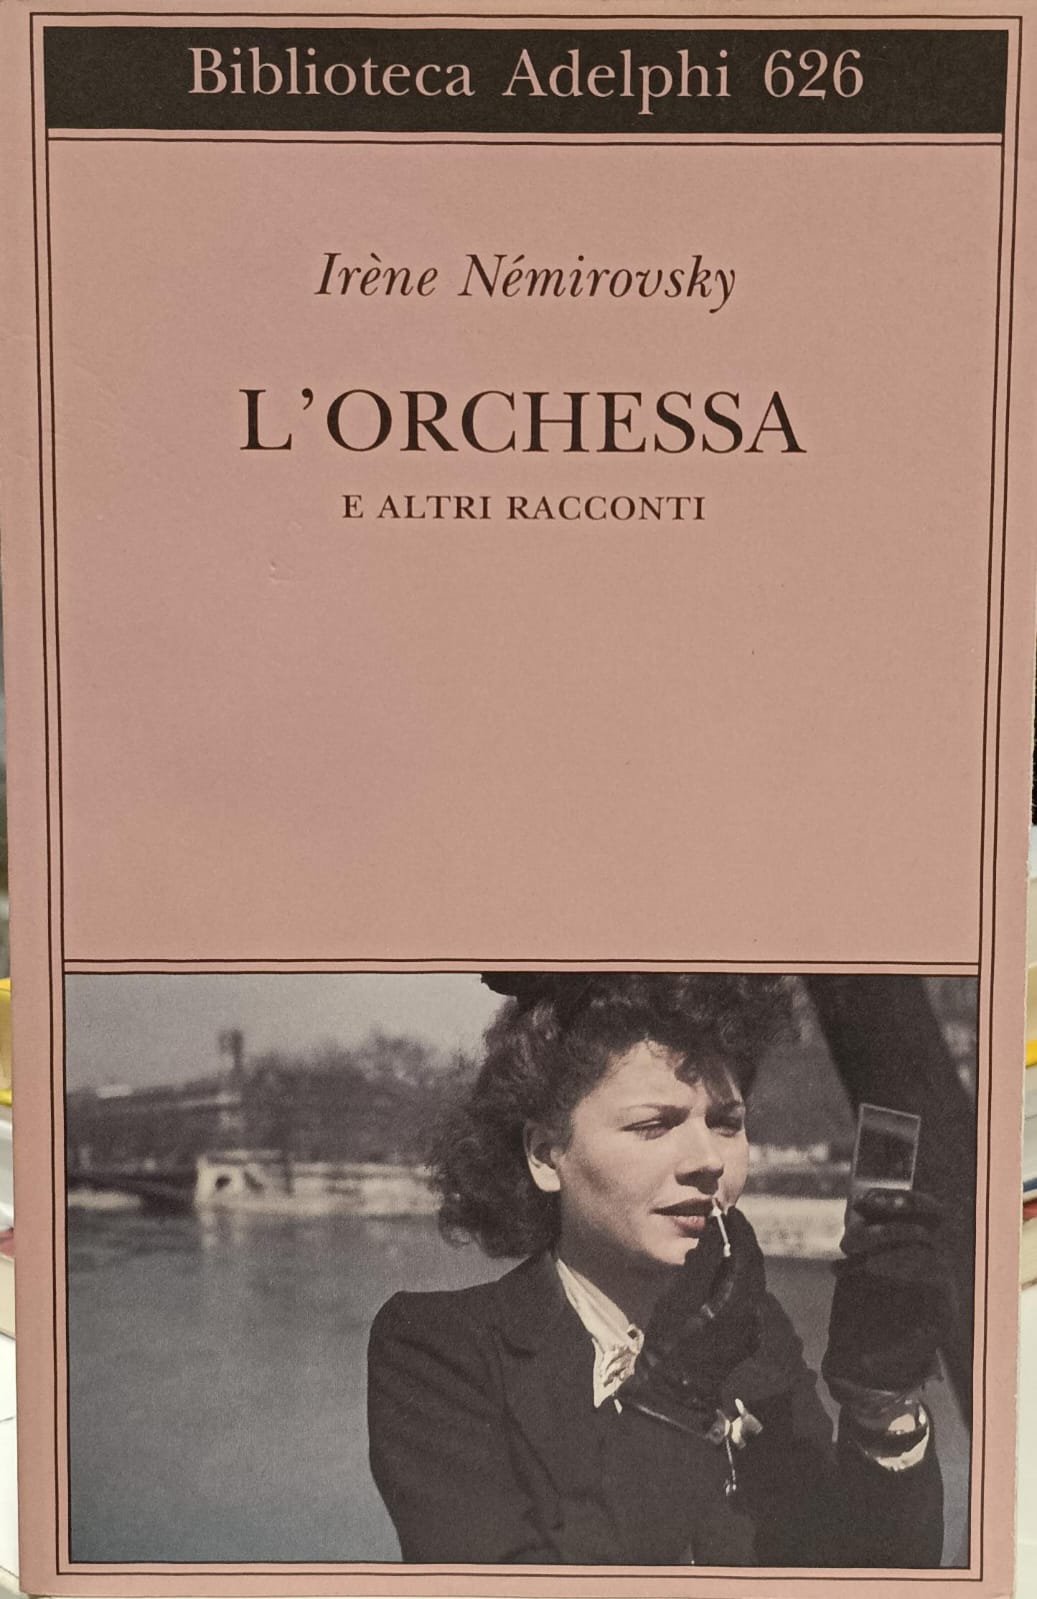 Biblioteca Adelphi 626
Irène Némirovsky
L'ORCHESSA
E ALTRI RACCONTI